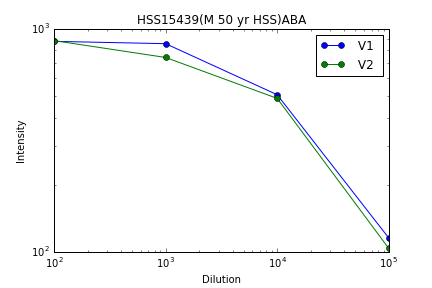 HSS15439(M 50 yr HSS)ABA
10³
V1
V2
Intensity
10²
10² 10³ 10⁴ 10⁵
Dilution